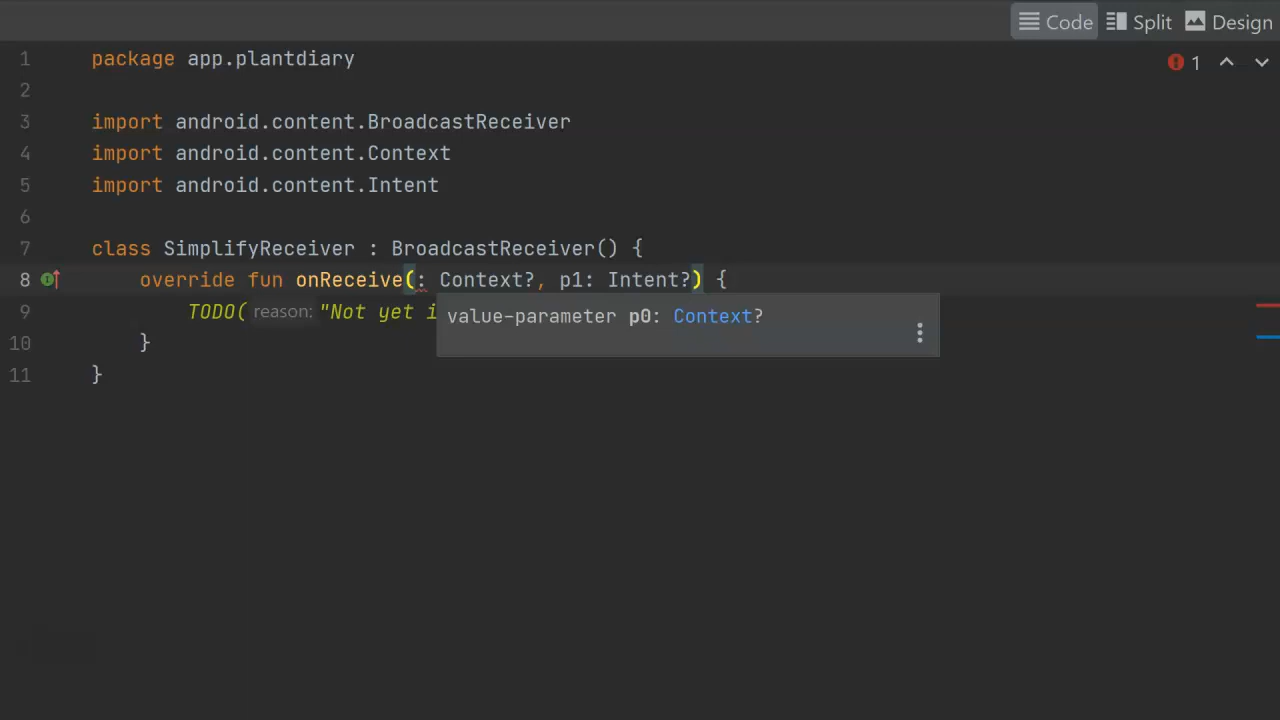 Code Split Design
1 package app.plantdiary
1
2
3 import android.content.BroadcastReceiver
4 import android.content.Context
5 import android.content.Intent
6
7 class SimplifyReceiver : BroadcastReceiver() {
8 override fun onReceive(: Context?, p1: Intent?) {
9 TODO( reason: "Not yet i
value-parameter p0: Context?
10 }
11 }